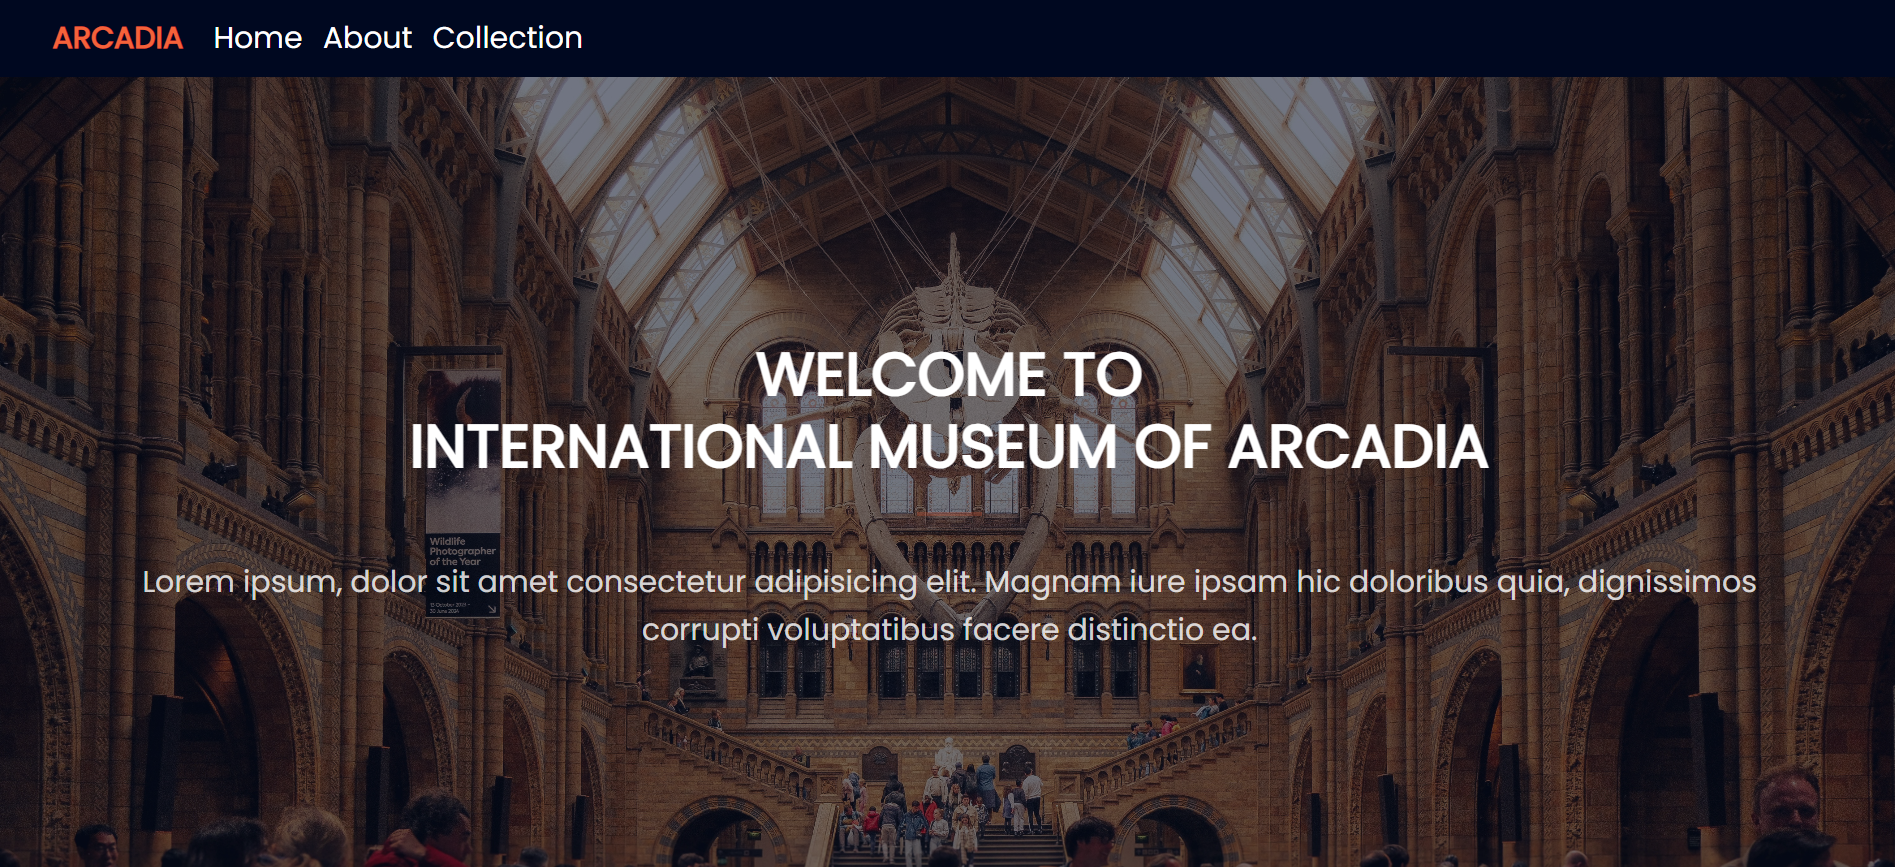 ARCADIA Home About Collection
WELCOME TO
INTERNATIONAL MUSEUM OF ARCADIA
Wildlife
Photographer
of the Year
Lorem ipsum, dolor sit amet consectetur adipisicing elit. Magnam iure ipsam hic doloribus quia, dignissimos
corrupti voluptatibus facere distinctio ea.